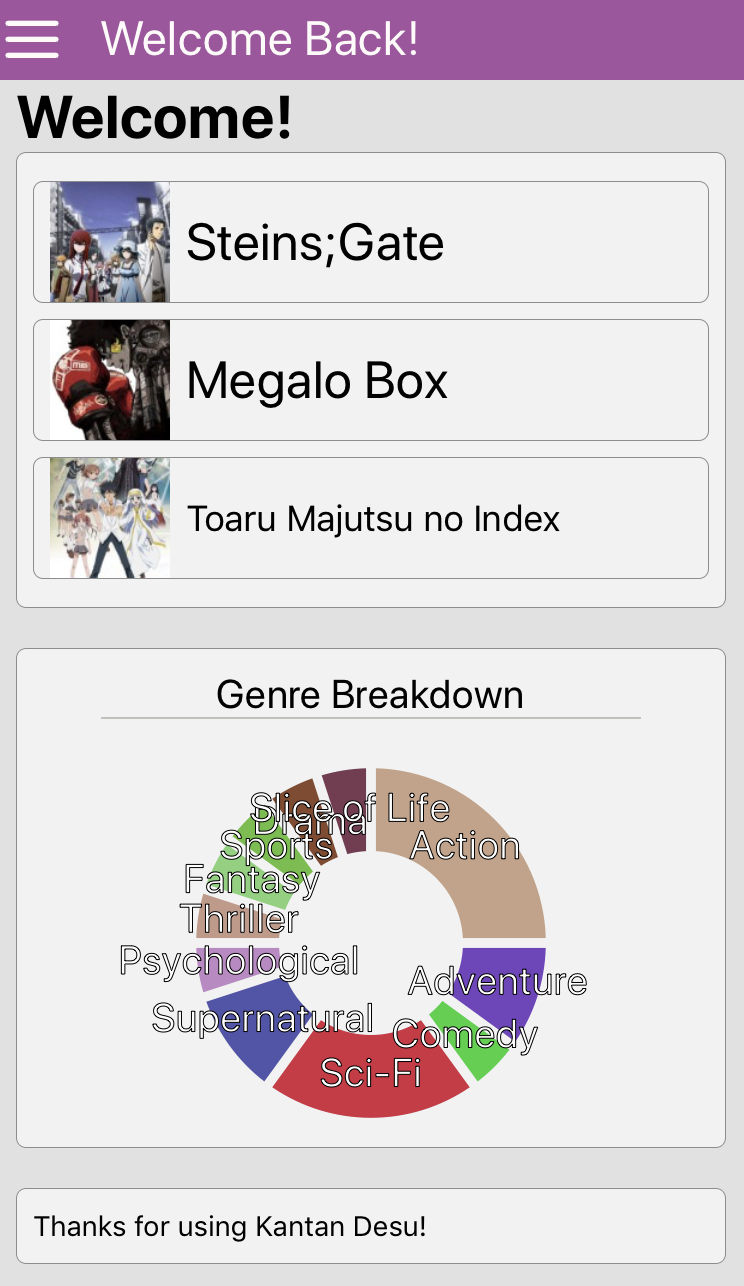 Welcome Back!
Welcome!
Steins;Gate
Megalo Box
Toaru Majutsu no Index
Genre Breakdown
Slice of Life
Drama
Sports
Action
Fantasy
Thriller
Psychological
Adventure
Supernatural
Comedy
Sci-Fi
Thanks for using Kantan Desu!